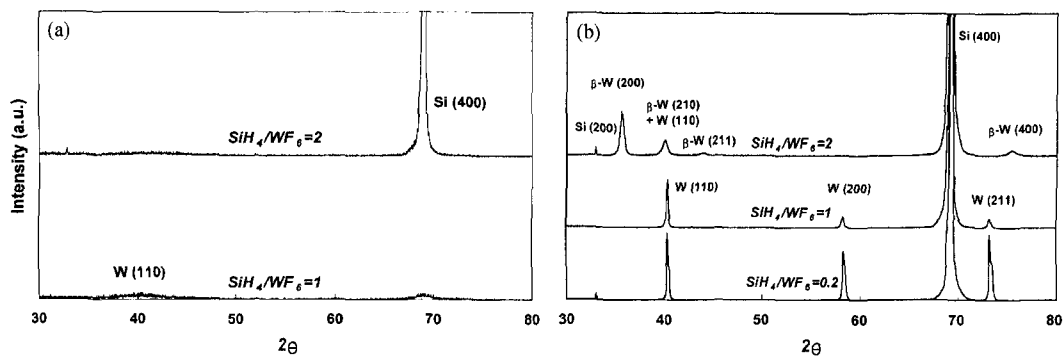 (a)
Intensity (a.u.)
Si (400)
SiH4/WF6=2
W (110)
SiH4/WF6=1
30 40 50 60 70 80
2θ
(b)
Si (400)
β-W (200)
β-W (210)
+ W (110)
Si (200)
β-W (211)
SiH4/WF6=2
β-W (400)
W (110)
W (200)
SiH4/WF6=1
W (211)
SiH4/WF6=0.2
30 40 50 60 70 80
2θ